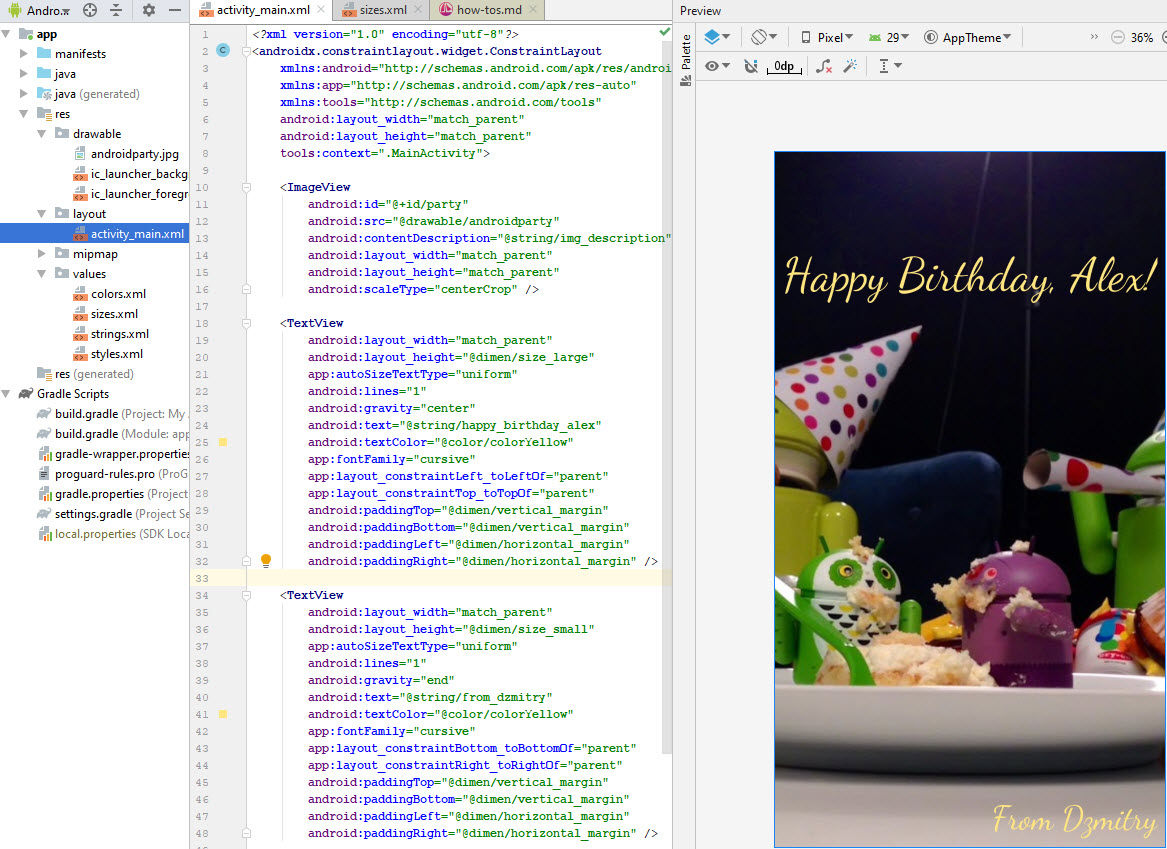 Andro...
activity_main.xml
sizes.xml
how-tos.md
Preview
app
manifests
java
java (generated)
res
drawable
androidparty.jpg
ic_launcher_backg
ic_launcher_foregr
layout
activity_main.xml
mipmap
values
colors.xml
sizes.xml
strings.xml
styles.xml
res (generated)
Gradle Scripts
build.gradle (Project: My
build.gradle (Module: app
gradle-wrapper.properties
proguard-rules.pro (ProG
gradle.properties (Project
settings.gradle (Project Se
local.properties (SDK Loca
1 <?xml version="1.0" encoding="utf-8"?>
2 <androidx.constraintlayout.widget.ConstraintLayout
3 xmlns:android="http://schemas.android.com/apk/res/androi
4 xmlns:app="http://schemas.android.com/apk/res-auto"
5 xmlns:tools="http://schemas.android.com/tools"
6 android:layout_width="match_parent"
7 android:layout_height="match_parent"
8 tools:context=".MainActivity">
9
10 <ImageView
11 android:id="@+id/party"
12 android:src="@drawable/androidparty"
13 android:contentDescription="@string/img_description"
14 android:layout_width="match_parent"
15 android:layout_height="match_parent"
16 android:scaleType="centerCrop" />
17
18 <TextView
19 android:layout_width="match_parent"
20 android:layout_height="@dimen/size_large"
21 app:autoSizeTextType="uniform"
22 android:lines="1"
23 android:gravity="center"
24 android:text="@string/happy_birthday_alex"
25 android:textColor="@color/colorYellow"
26 app:fontFamily="cursive"
27 app:layout_constraintLeft_toLeftOf="parent"
28 app:layout_constraintTop_toTopOf="parent"
29 android:paddingTop="@dimen/vertical_margin"
30 android:paddingBottom="@dimen/vertical_margin"
31 android:paddingLeft="@dimen/horizontal_margin"
32 android:paddingRight="@dimen/horizontal_margin" />
33
34 <TextView
35 android:layout_width="match_parent"
36 android:layout_height="@dimen/size_small"
37 app:autoSizeTextType="uniform"
38 android:lines="1"
39 android:gravity="end"
40 android:text="@string/from_dzmitry"
41 android:textColor="@color/colorYellow"
42 app:fontFamily="cursive"
43 app:layout_constraintBottom_toBottomOf="parent"
44 app:layout_constraintRight_toRightOf="parent"
45 android:paddingTop="@dimen/vertical_margin"
46 android:paddingBottom="@dimen/vertical_margin"
47 android:paddingLeft="@dimen/horizontal_margin"
48 android:paddingRight="@dimen/horizontal_margin" />
Palette
Pixel
29
AppTheme
36%
0dp
Happy Birthday, Alex!
From Dzmitry